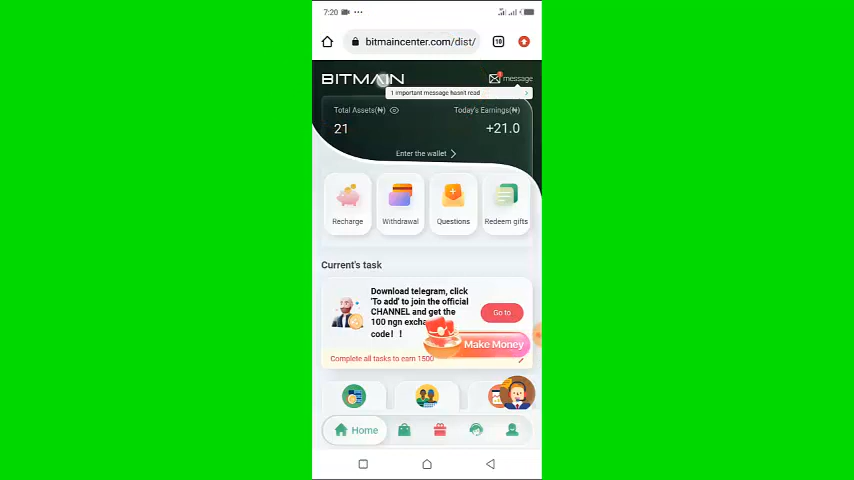 7:20
bitmaincenter.com/dist/
18
BITMAIN
message
1 important message hasn't read
Total Assets(₦)
Today's Earnings(₦)
21
+21.0
Enter the wallet
Recharge
Withdrawal
Questions
Redeem gifts
Current's task
Download telegram, click
'To add' to join the official
CHANNEL and get the
100 ngn excha
code! !
Go to
Make Money
Complete all tasks to earn 1500
Home